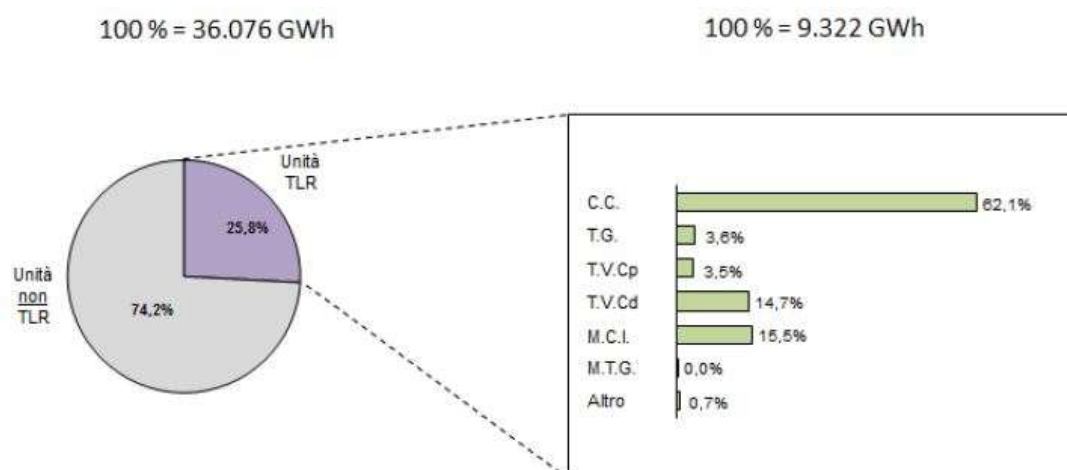 100 % = 36.076 GWh
100 % = 9.322 GWh
Unità
TLR
25,8%
Unità
non
TLR
74,2%
C.C.
62,1%
T.G.
3,6%
T.V.Cp
3,5%
T.V.Cd
14,7%
M.C.I.
15,5%
M.T.G.
0,0%
Altro
0,7%